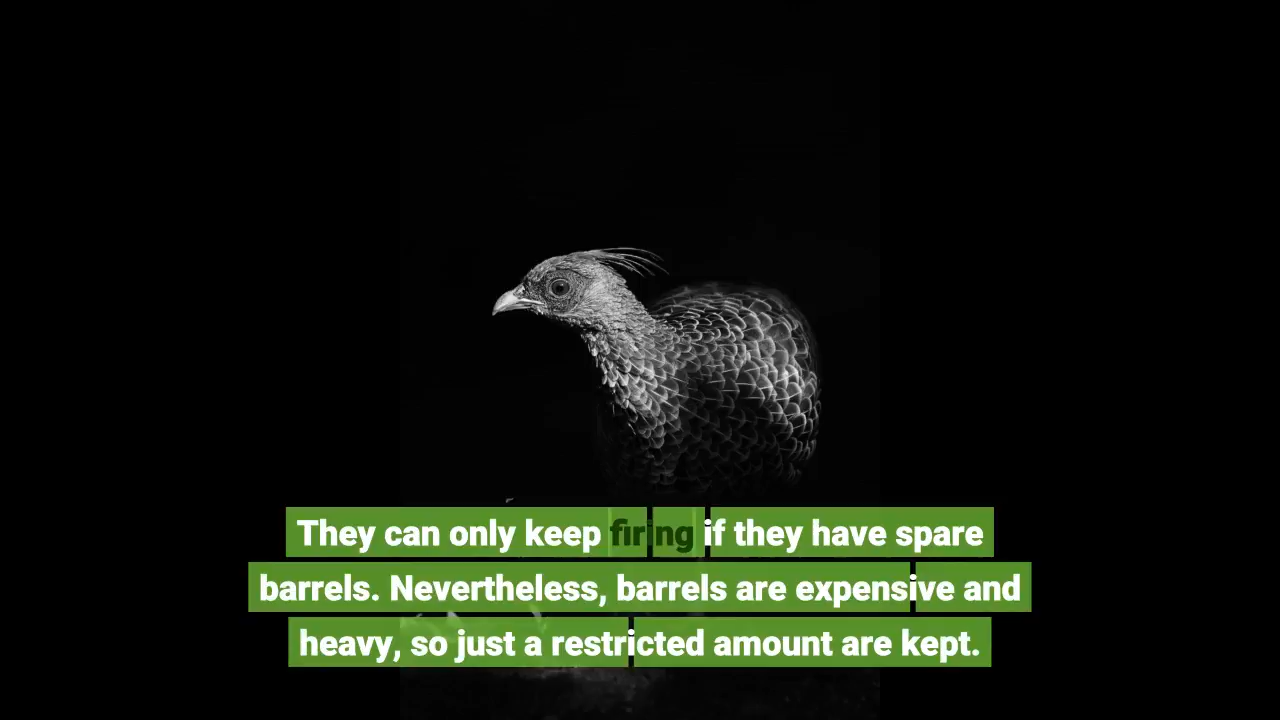 They can only keep firing if they have spare
barrels. Nevertheless, barrels are expensive and
heavy, so just a restricted amount are kept.